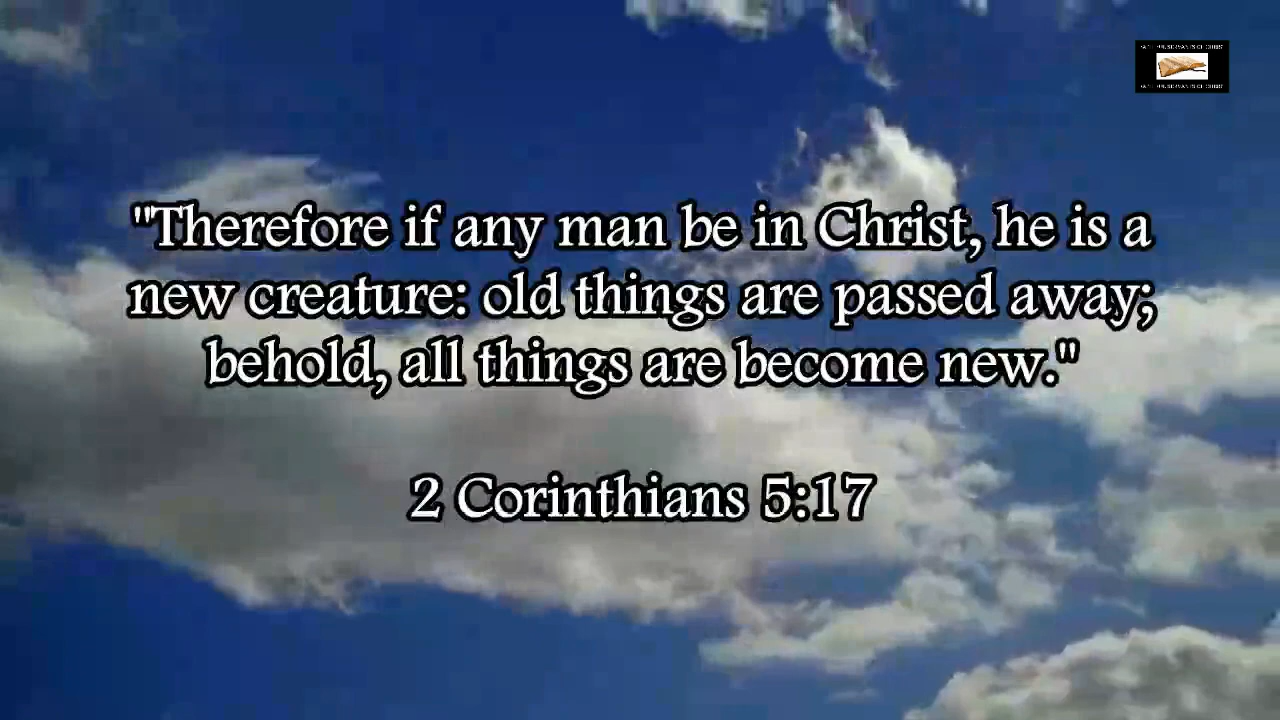 "Therefore if any man be in Christ, he is a
new creature: old things are passed away;
behold, all things are become new."
2 Corinthians 5:17